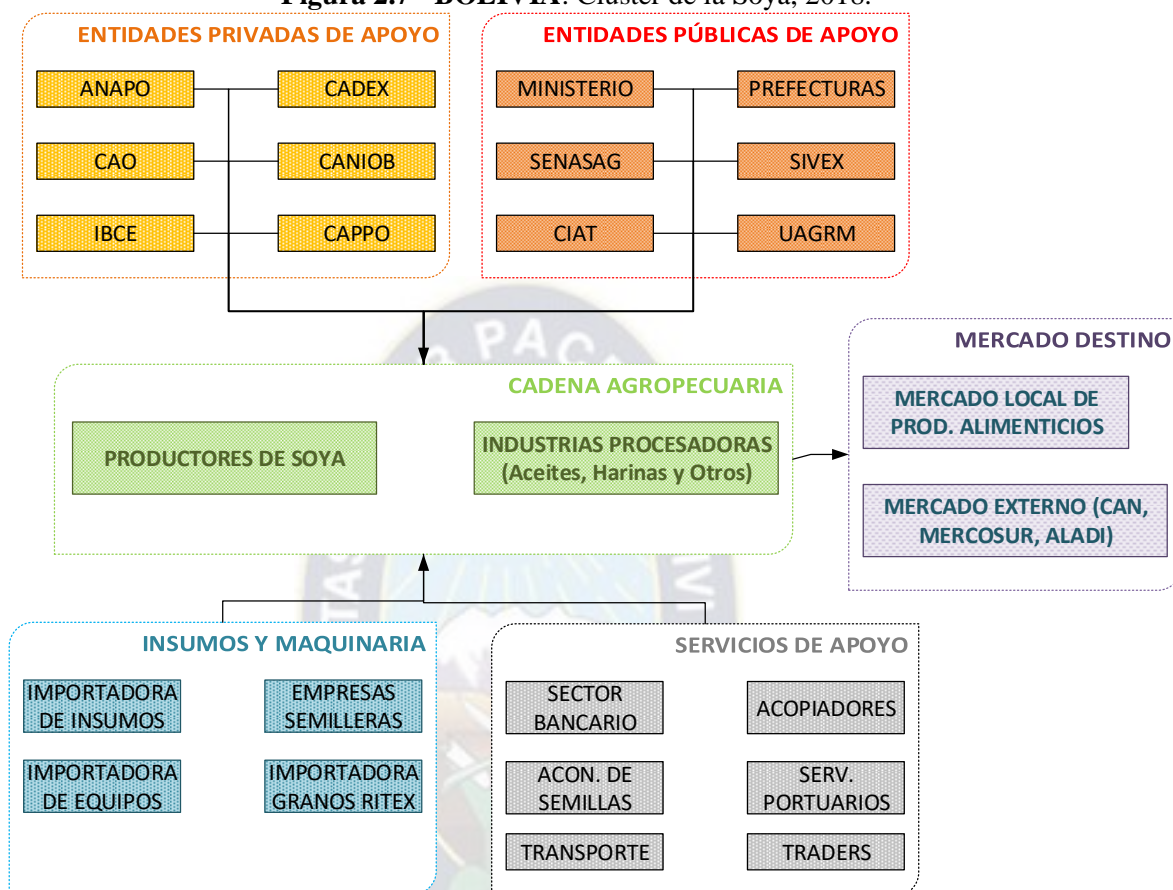 Figura 2.7 - BOLIVIA: Cluster de la Soya, 2018.
ENTIDADES PRIVADAS DE APOYO
ANAPO
CADEX
CAO
CANIOB
IBCE
CAPPO
ENTIDADES PÚBLICAS DE APOYO
MINISTERIO
PREFECTURAS
SENASAG
SIVEX
CIAT
UAGRM
CADENA AGROPECUARIA
PRODUCTORES DE SOYA
INDUSTRIAS PROCESADORAS
(Aceites, Harinas y Otros)
MERCADO DESTINO
MERCADO LOCAL DE
PROD. ALIMENTICIOS
MERCADO EXTERNO (CAN,
MERCOSUR, ALADI)
INSUMOS Y MAQUINARIA
IMPORTADORA
DE INSUMOS
EMPRESAS
SEMILLERAS
IMPORTADORA
DE EQUIPOS
IMPORTADORA
GRANOS RITEX
SERVICIOS DE APOYO
SECTOR
BANCARIO
ACOPIADORES
ACON. DE
SEMILLAS
SERV.
PORTUARIOS
TRANSPORTE
TRADERS